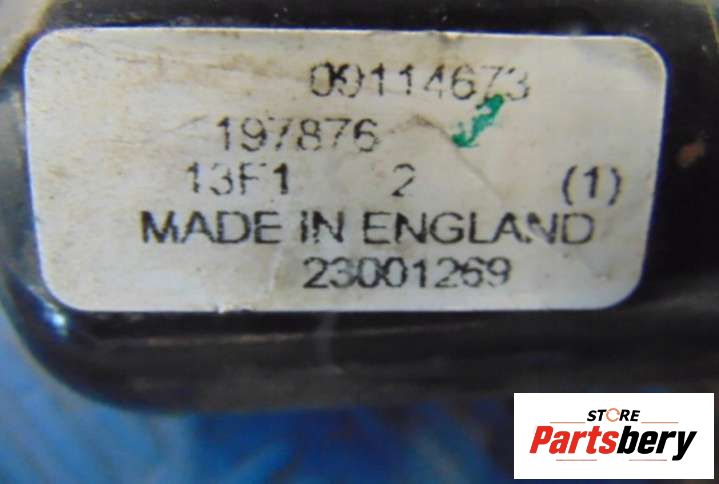 09114673
197876
13F1 2 (1)
MADE IN ENGLAND
23001269
STORE
Partsbery